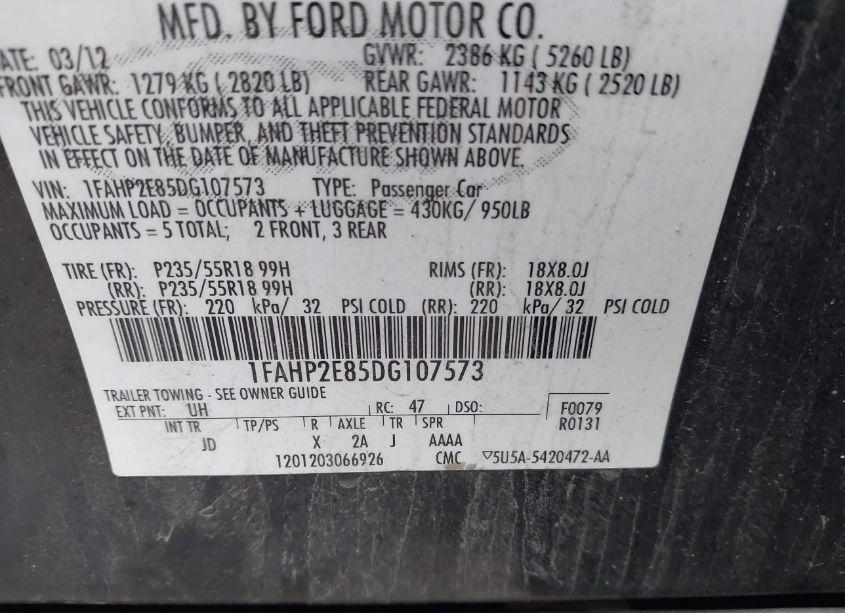 MFD. BY FORD MOTOR CO.
ATE: 03/12 GVWR: 2386 KG ( 5260 LB)
FRONT GAWR: 1279 KG ( 2820 LB) REAR GAWR: 1143 KG ( 2520 LB)
THIS VEHICLE CONFORMS TO ALL APPLICABLE FEDERAL MOTOR
VEHICLE SAFETY, BUMPER, AND THEFT PREVENTION STANDARDS
IN EFFECT ON THE DATE OF MANUFACTURE SHOWN ABOVE.
VIN: 1FAHP2E85DG107573 TYPE: Passenger Car
MAXIMUM LOAD = OCCUPANTS + LUGGAGE = 430KG/ 950LB
OCCUPANTS = 5 TOTAL; 2 FRONT, 3 REAR
TIRE (FR): P235/55R18 99H RIMS (FR): 18X8.0J
(RR): P235/55R18 99H (RR): 18X8.0J
PRESSURE (FR): 220 kPa/ 32 PSI COLD (RR): 220 kPa/ 32 PSI COLD
1FAHP2E85DG107573
TRAILER TOWING - SEE OWNER GUIDE
EXT PNT: UH RC: 47 DSO: F0079
INT TR TP/PS R AXLE TR SPR R0131
JD X 2A J AAAA
1201203066926 CMC ▽5U5A-5420472-AA